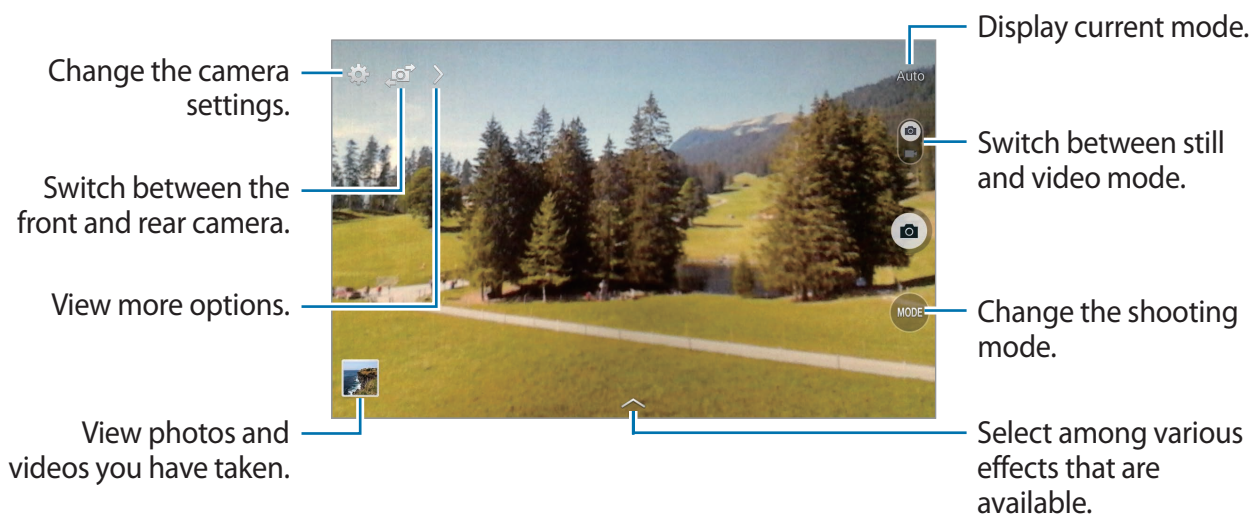 Change the camera
settings.
Switch between the
front and rear camera.
View more options.
View photos and
videos you have taken.
Auto
MODE
Display current mode.
Switch between still
and video mode.
Change the shooting
mode.
Select among various
effects that are
available.